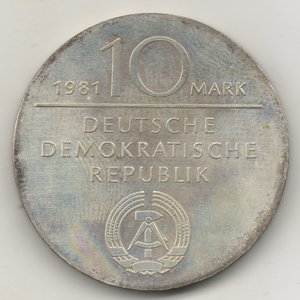 1981 10 MARK
DEUTSCHE
DEMOKRATISCHE
REPUBLIK